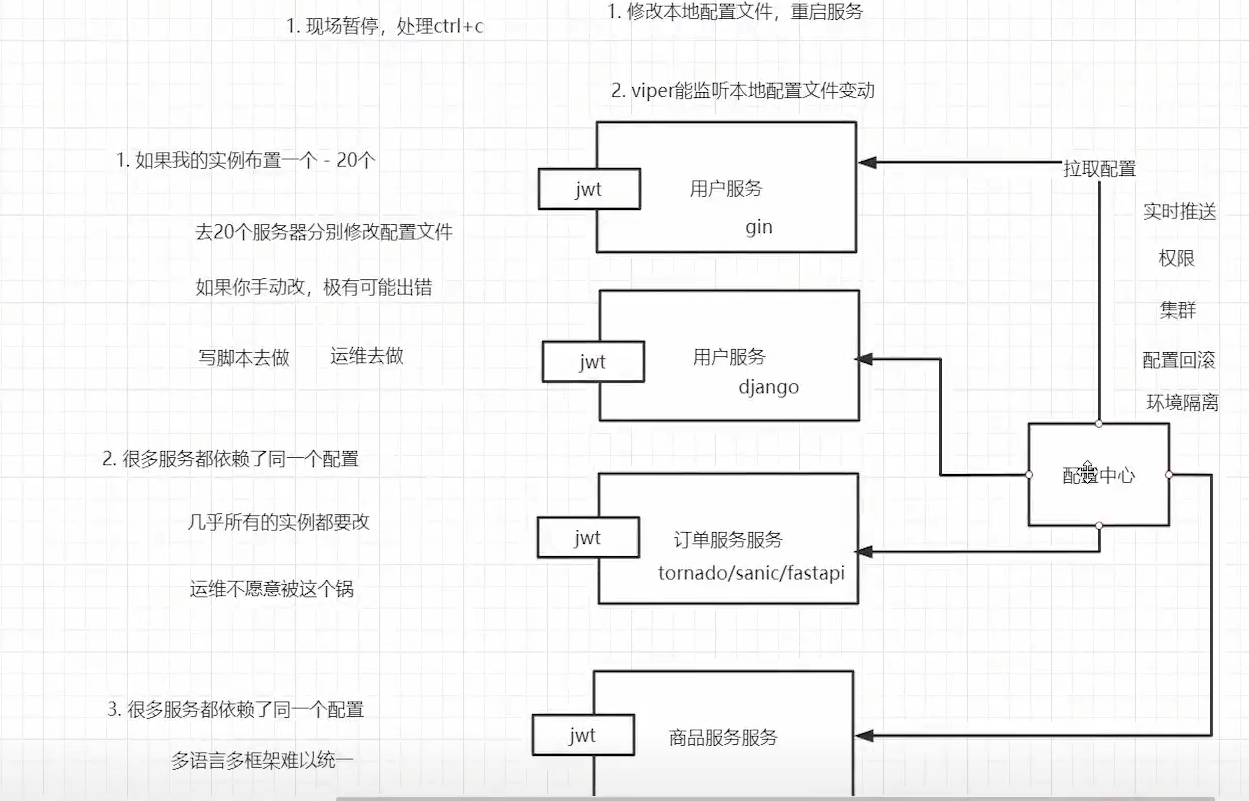 1. 现场暂停，处理ctrl+c
1. 修改本地配置文件，重启服务
2. viper能监听本地配置文件变动
1. 如果我的实例布置一个 - 20个
去20个服务器分别修改配置文件
如果你手动改，极有可能出错
写脚本去做
运维去做
2. 很多服务都依赖了同一个配置
几乎所有的实例都要改
运维不愿意被这个锅
3. 很多服务都依赖了同一个配置
多语言多框架难以统一
jwt
用户服务
gin
jwt
用户服务
django
jwt
订单服务服务
tornado/sanic/fastapi
jwt
商品服务服务
拉取配置
实时推送
权限
集群
配置回滚
环境隔离
配置中心